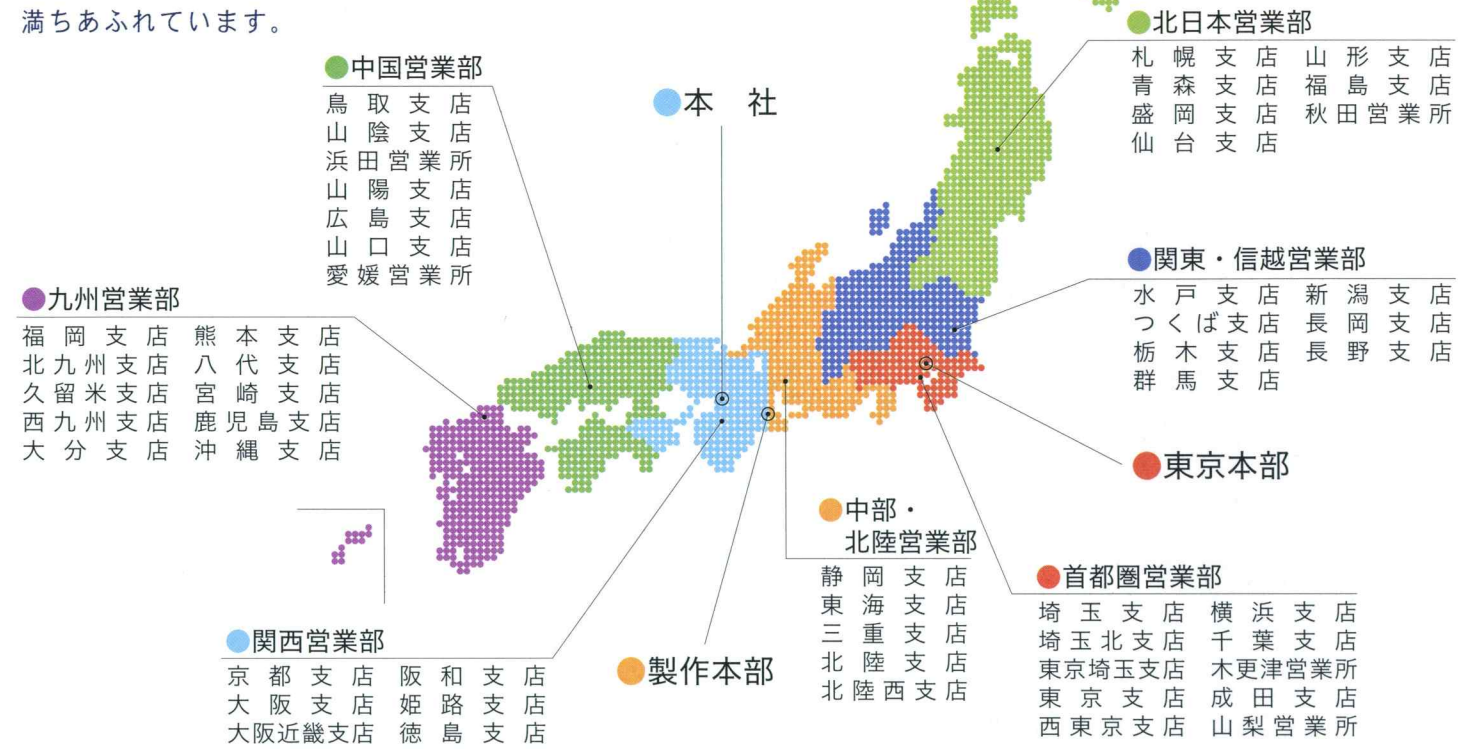 満ちあふれています。
●北日本営業部
札幌支店 山形支店
青森支店 福島支店
盛岡支店 秋田営業所
仙台支店
●中国営業部
鳥取支店
山陰支店
浜田営業所
山陽支店
広島支店
山口支店
愛媛営業所
●本 社
●関東・信越営業部
水戸支店 新潟支店
つくば支店 長岡支店
栃木支店 長野支店
群馬支店
●九州営業部
福岡支店 熊本支店
北九州支店 八代支店
久留米支店 宮崎支店
西九州支店 鹿児島支店
大分支店 沖縄支店
●東京本部
●中部・
北陸営業部
静岡支店
東海支店
三重支店
北陸支店
北陸西支店
●首都圏営業部
埼玉支店 横浜支店
埼玉北支店 千葉支店
東京埼玉支店 木更津営業所
東京支店 成田支店
西東京支店 山梨営業所
●関西営業部
京都支店 阪和支店
大阪支店 姫路支店
大阪近畿支店 徳島支店
●製作本部